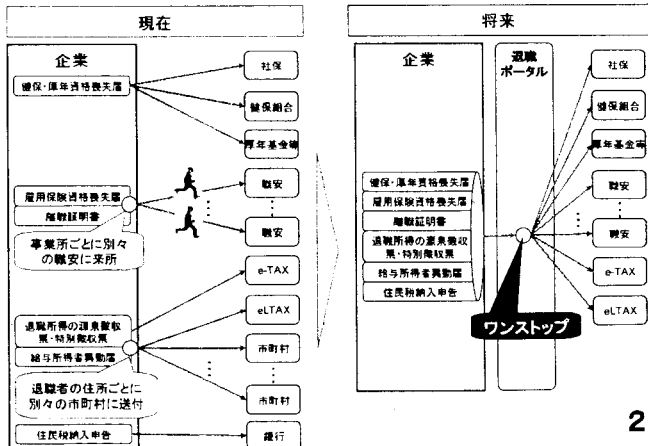 現在
企業
健保・厚年資格喪失届
雇用保険資格喪失届
離職証明書
事業所ごとに別々
の職安に来所
退職所得の源泉徴収
票・特別徴収票
給与所得者異動届
退職者の住所ごとに
別々の市町村に送付
住民税納入申告
社保
健保組合
厚年基金等
職安
職安
e-TAX
eLTAX
市町村
市町村
銀行
将来
企業
健保・厚年資格喪失届
雇用保険資格喪失届
離職証明書
退職所得の源泉徴収
票・特別徴収票
給与所得者異動届
住民税納入申告
退職
ポータル
ワンストップ
社保
健保組合
厚年基金等
職安
職安
e-TAX
eLTAX
2